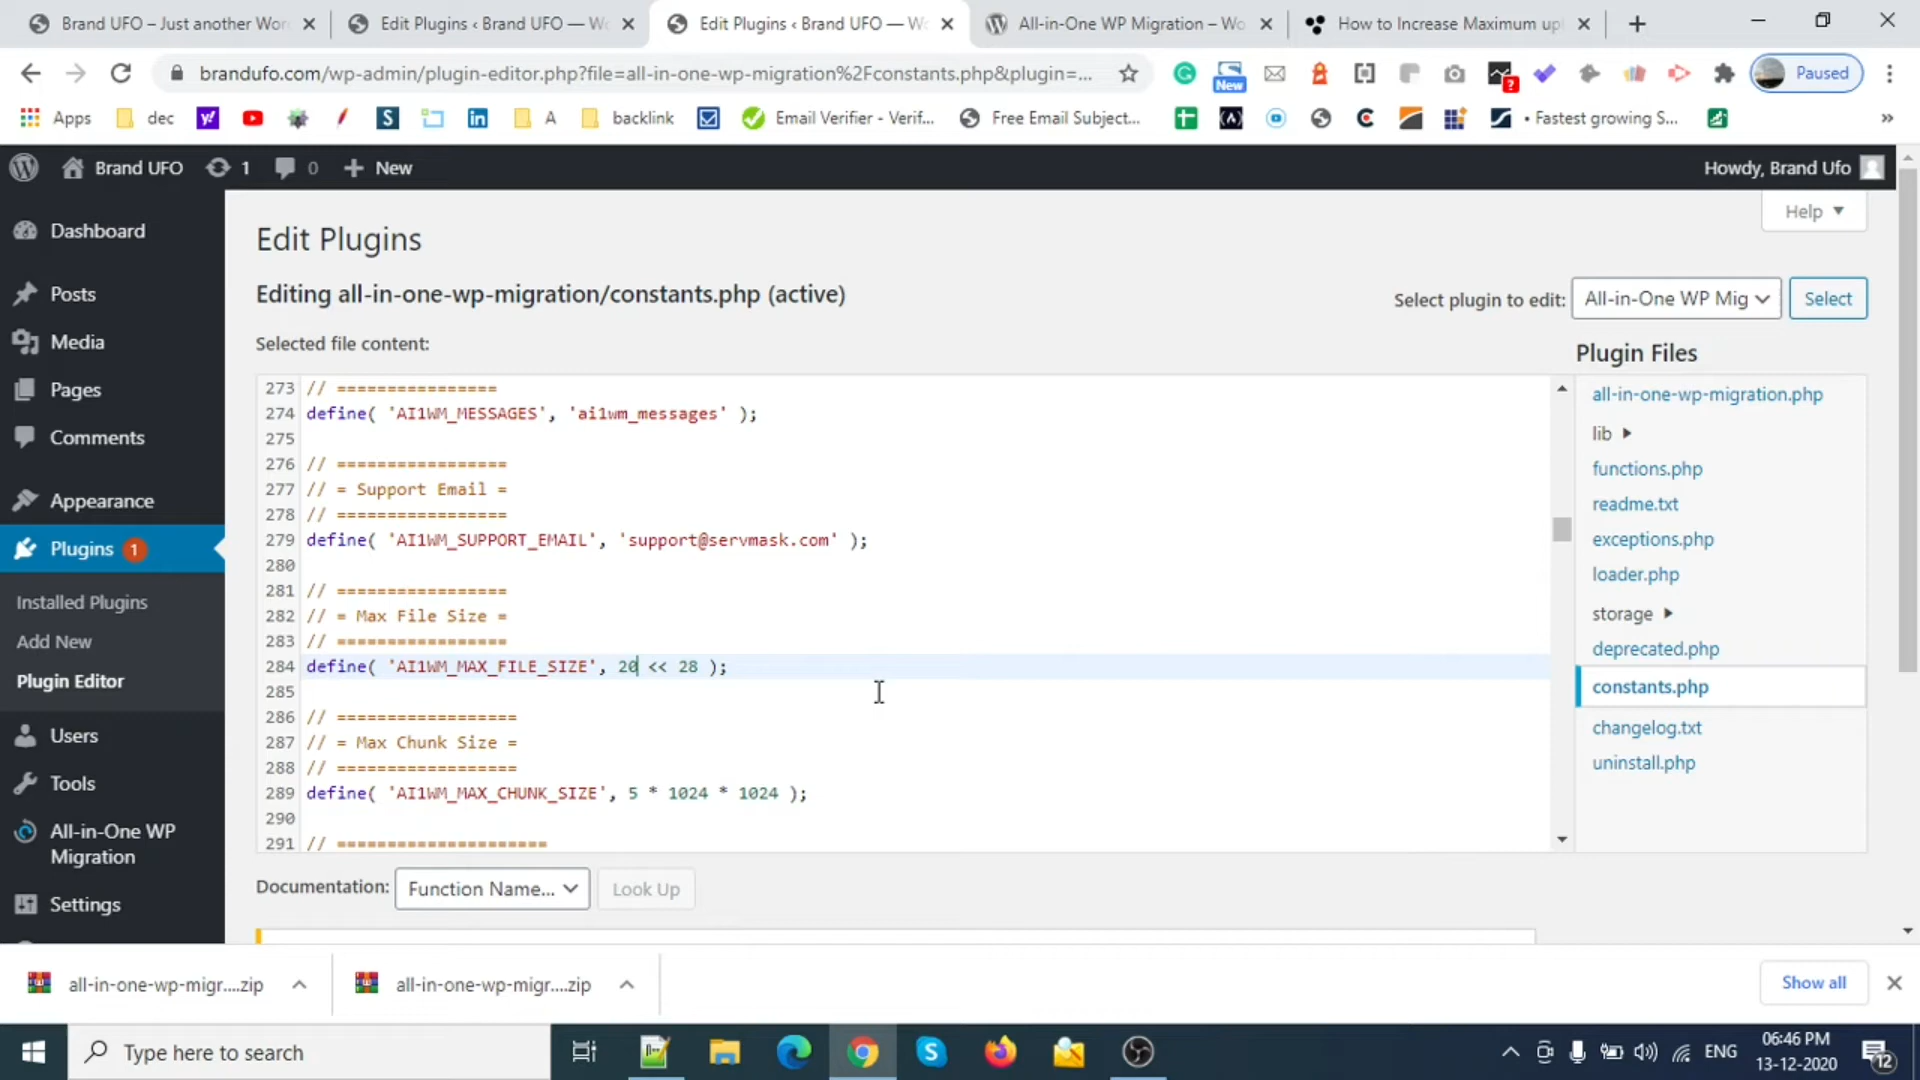 Brand UFO – Just another Wor
Edit Plugins ‹ Brand UFO — Wo
Edit Plugins ‹ Brand UFO — Wo
All-in-One WP Migration – Wo
How to Increase Maximum up
brandufo.com/wp-admin/plugin-editor.php?file=all-in-one-wp-migration%2Fconstants.php&plugin=...
New
Paused
Apps
dec
A
backlink
Email Verifier - Verif...
Free Email Subject...
• Fastest growing S...
»
Brand UFO
1
0
New
Howdy, Brand Ufo
Dashboard
Posts
Media
Pages
Comments
Appearance
Plugins 1
Installed Plugins
Add New
Plugin Editor
Users
Tools
All-in-One WP
Migration
Settings
Help
Edit Plugins
Editing all-in-one-wp-migration/constants.php (active)
Select plugin to edit:
All-in-One WP Mig
Select
Selected file content:
273 // ================
274 define( 'AI1WM_MESSAGES', 'ai1wm_messages' );
275
276 // =================
277 // = Support Email =
278 // =================
279 define( 'AI1WM_SUPPORT_EMAIL', 'support@servmask.com' );
280
281 // =================
282 // = Max File Size =
283 // =================
284 define( 'AI1WM_MAX_FILE_SIZE', 20 << 28 );
285
286 // ==================
287 // = Max Chunk Size =
288 // ==================
289 define( 'AI1WM_MAX_CHUNK_SIZE', 5 * 1024 * 1024 );
290
291 // =====================
Plugin Files
all-in-one-wp-migration.php
lib
functions.php
readme.txt
exceptions.php
loader.php
storage
deprecated.php
constants.php
changelog.txt
uninstall.php
Documentation:
Function Name...
Look Up
all-in-one-wp-migr....zip
all-in-one-wp-migr....zip
Show all
Type here to search
ENG
06:46 PM
13-12-2020
12